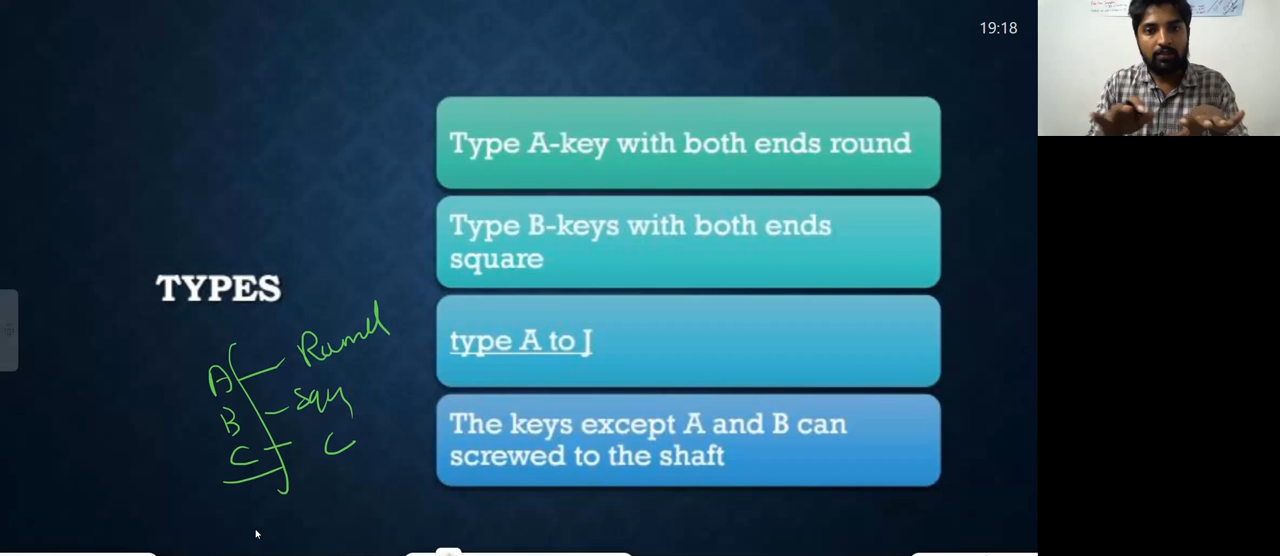 19:18
Type A-key with both ends round
Type B-keys with both ends
square
TYPES
type A to J
The keys except A and B can
screwed to the shaft
A Round
B squ
C C